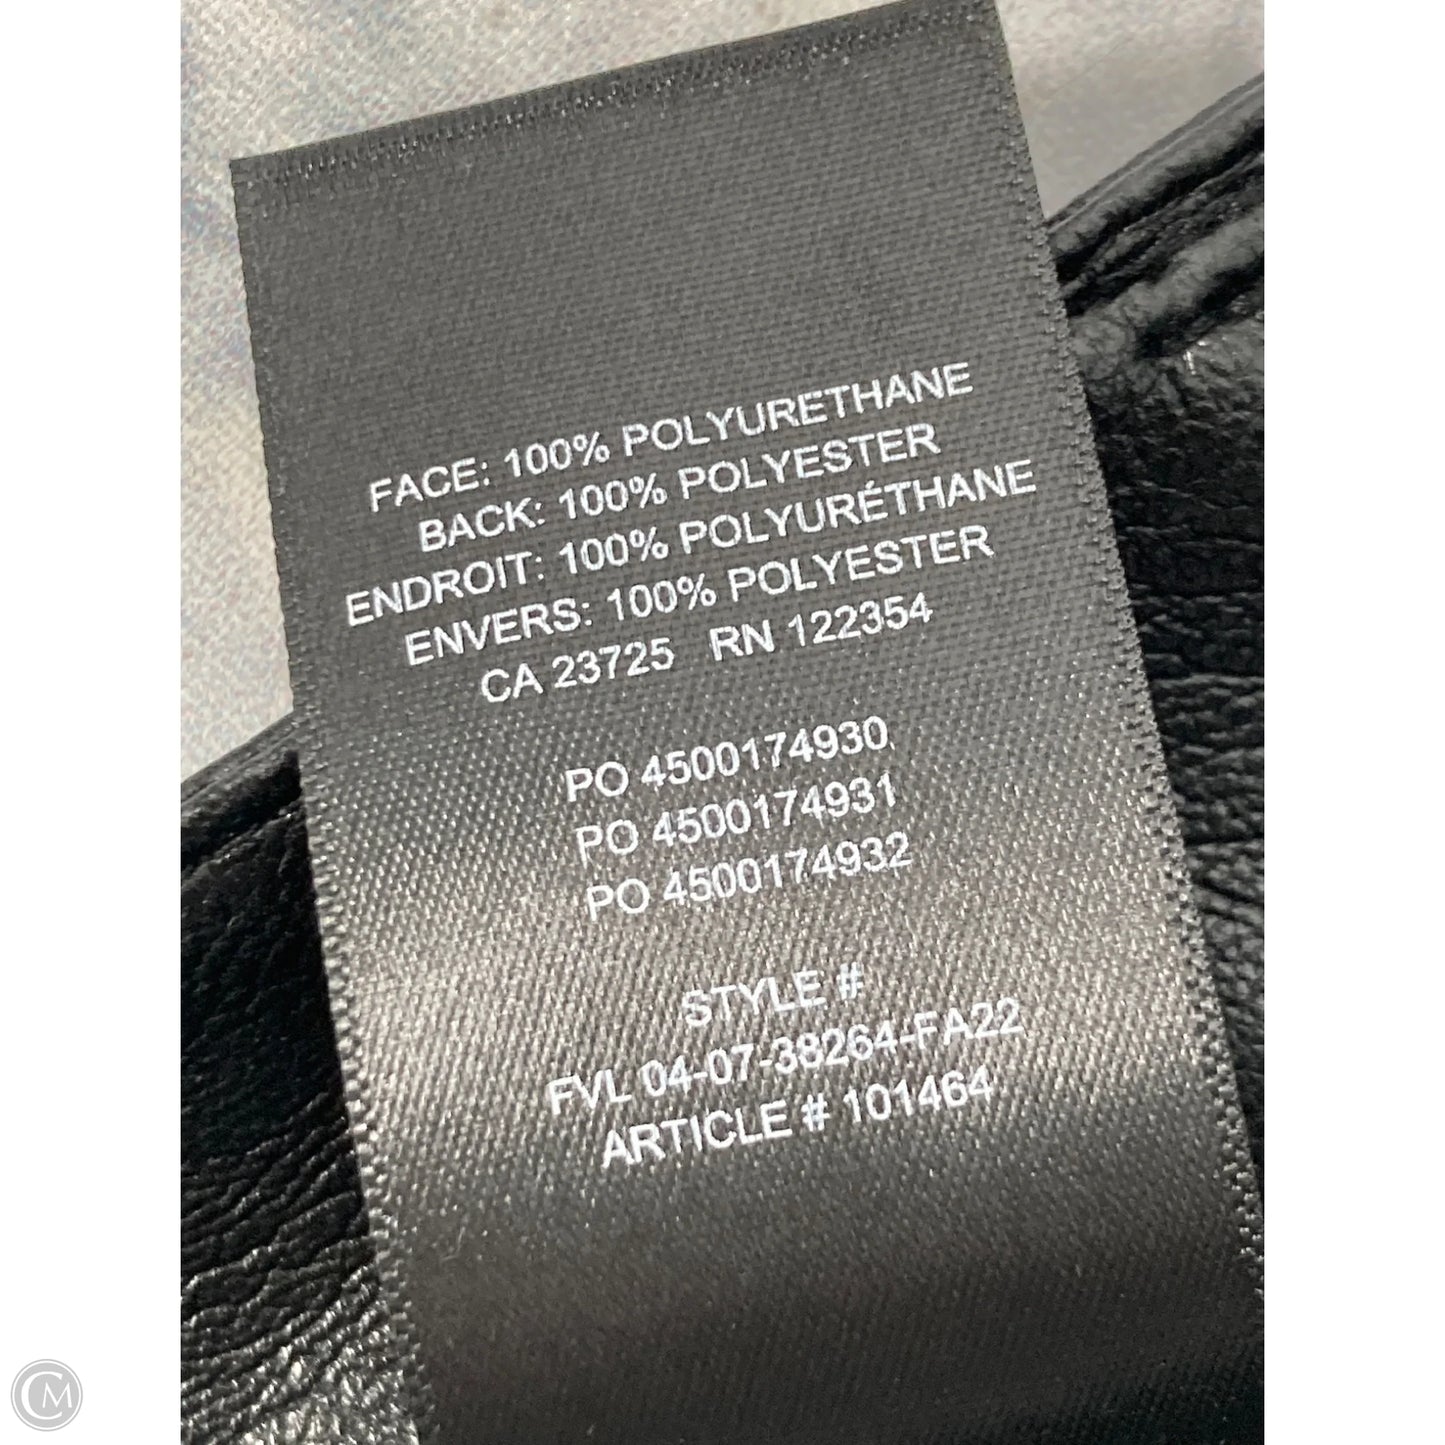 FACE: 100% POLYURETHANE
BACK: 100% POLYESTER
ENDROIT: 100% POLYURÉTHANE
ENVERS: 100% POLYESTER
CA 23725 RN 122354
PO 4500174930
PO 4500174931
PO 4500174932
STYLE #
FVL 04-07-38264-FA22
ARTICLE # 101464
CM